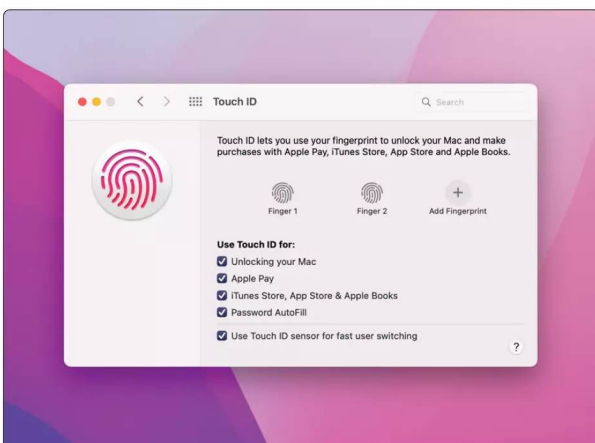 Touch ID
Search
Touch ID lets you use your fingerprint to unlock your Mac and make
purchases with Apple Pay, iTunes Store, App Store and Apple Books.
Finger 1
Finger 2
Add Fingerprint
Use Touch ID for:
Unlocking your Mac
Apple Pay
iTunes Store, App Store & Apple Books
Password AutoFill
Use Touch ID sensor for fast user switching
?